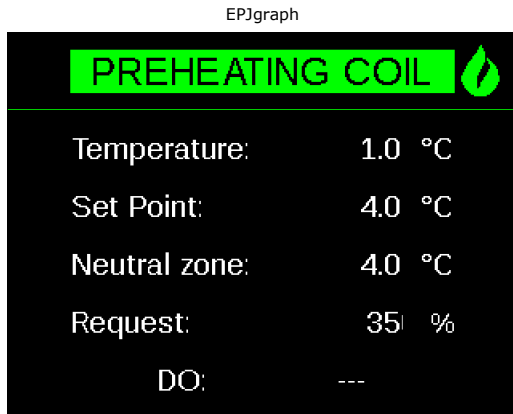 EPJgraph
PREHEATING COIL
Temperature: 1.0 °C
Set Point: 4.0 °C
Neutral zone: 4.0 °C
Request: 35 %
DO: ---